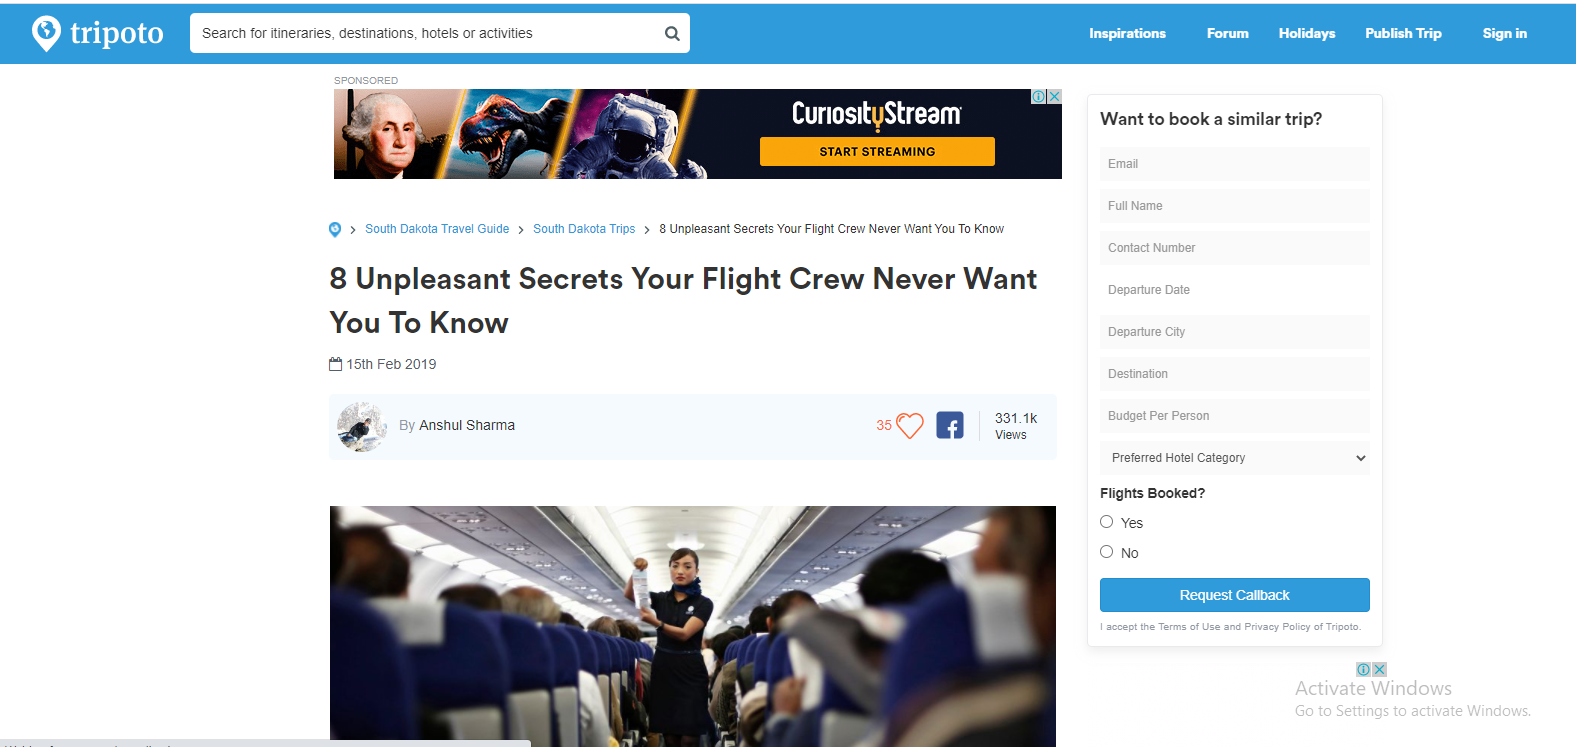 tripoto
Search for itineraries, destinations, hotels or activities
Inspirations
Forum
Holidays
Publish Trip
Sign in
SPONSORED
CuriosityStream
START STREAMING
South Dakota Travel Guide
South Dakota Trips
8 Unpleasant Secrets Your Flight Crew Never Want You To Know
8 Unpleasant Secrets Your Flight Crew Never Want
You To Know
15th Feb 2019
By Anshul Sharma
35
331.1k
Views
Want to book a similar trip?
Email
Full Name
Contact Number
Departure Date
Departure City
Destination
Budget Per Person
Preferred Hotel Category
Flights Booked?
Yes
No
Request Callback
I accept the Terms of Use and Privacy Policy of Tripoto.
Activate Windows
Go to Settings to activate Windows.